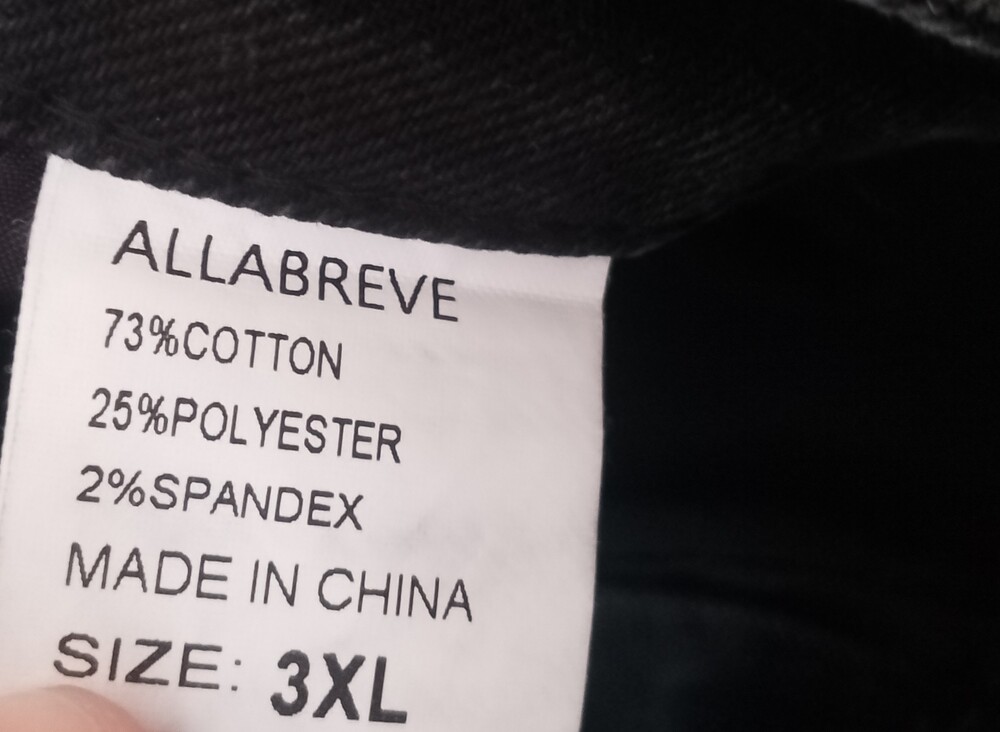 ALLABREVE
73%COTTON
25%POLYESTER
2%SPANDEX
MADE IN CHINA
SIZE: 3XL